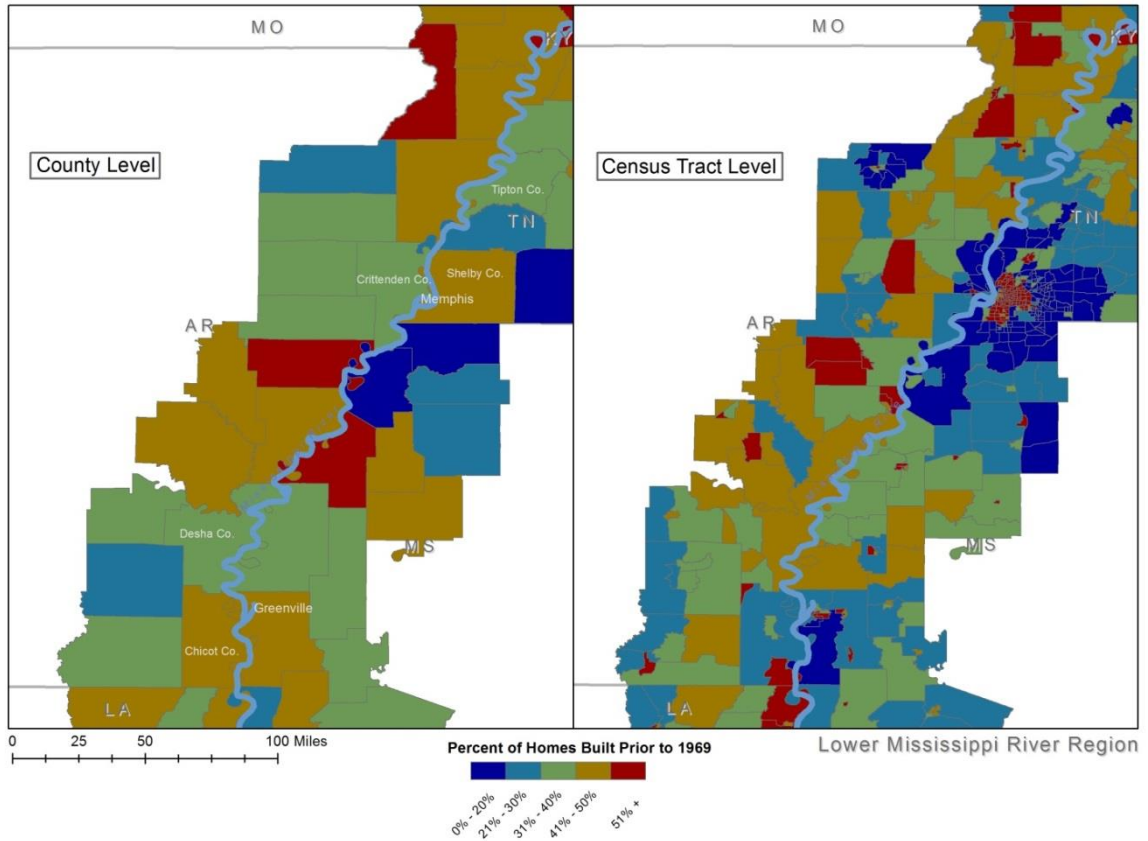 MO
KY
County Level
Tipton Co.
TN
Crittenden Co.
Shelby Co.
Memphis
AR
Desha Co.
MS
Greenville
Chicot Co.
LA
MO
KY
Census Tract Level
TN
AR
MS
LA
0 25 50 100 Miles
Percent of Homes Built Prior to 1969
0% - 20%
21% - 30%
31% - 40%
41% - 50%
51% +
Lower Mississippi River Region